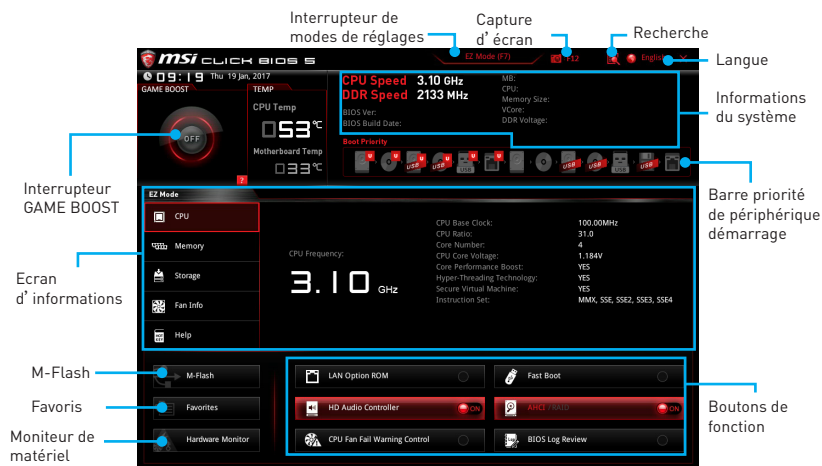 Interrupteur de
modes de réglages
Capture
d' écran
Recherche
msi CLICK BIOS 5
EZ Mode (F7)
F12
English
X
Langue
09:19 Thu 19 Jan, 2017
GAME BOOST
TEMP
CPU Speed 3.10 GHz
DDR Speed 2133 MHz
MB:
CPU:
Memory Size:
VCore:
DDR Voltage:
BIOS Ver:
BIOS Build Date:
Informations
du système
CPU Temp
53°C
OFF
Motherboard Temp
33°C
?
Boot Priority
U U USB U USB U USB U U USB USB USB USB
Interrupteur
GAME BOOST
Barre priorité
de périphérique
démarrage
EZ Mode
CPU
Memory
Storage
Fan Info
Help
CPU Frequency:
3.10 GHz
CPU Base Clock: 100.00MHz
CPU Ratio: 31.0
Core Number: 4
CPU Core Voltage: 1.184V
Core Performance Boost: YES
Hyper-Threading Technology: YES
Secure Virtual Machine: YES
Instruction Set: MMX, SSE, SSE2, SSE3, SSE4
Ecran
d' informations
M-Flash
Favoris
Moniteur de
matériel
M-Flash
Favorites
Hardware Monitor
LAN Option ROM
Fast Boot
HD Audio Controller ON
AHCI /RAID ON
CPU Fan Fail Warning Control
BIOS Log Review
Boutons de
fonction